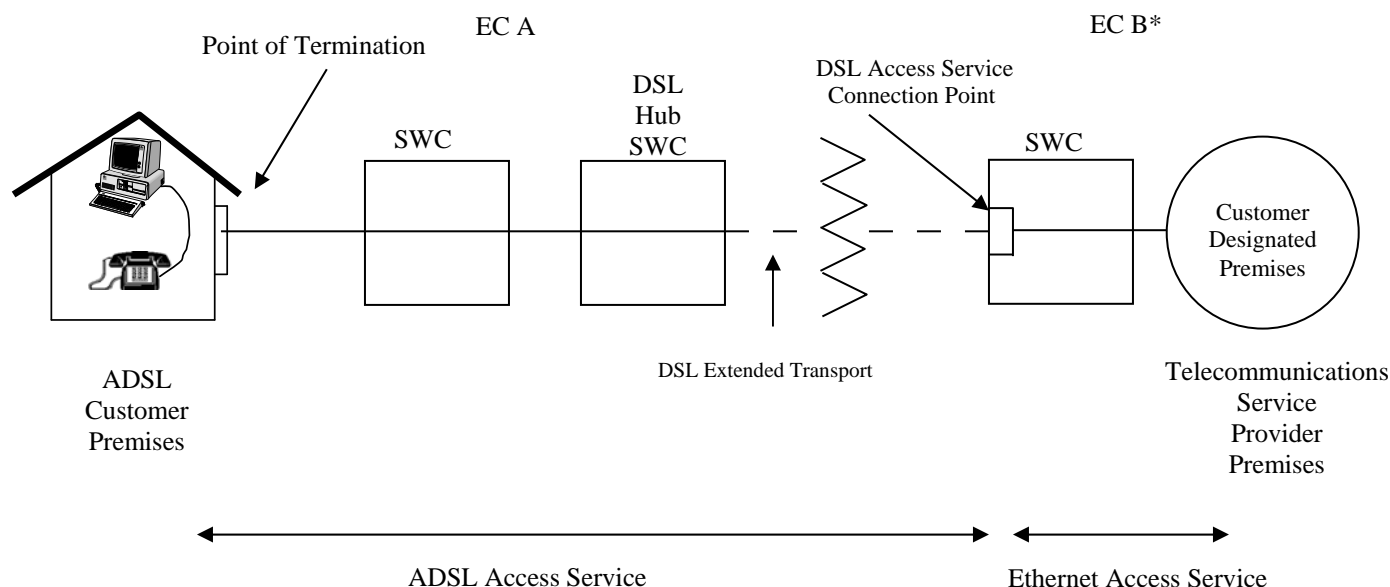 EC A
EC B*
Point of Termination
DSL Access Service
Connection Point
DSL
Hub
SWC
SWC
SWC
Customer
Designated
Premises
DSL Extended Transport
ADSL
Customer
Premises
Telecommunications
Service
Provider
Premises
ADSL Access Service
Ethernet Access Service